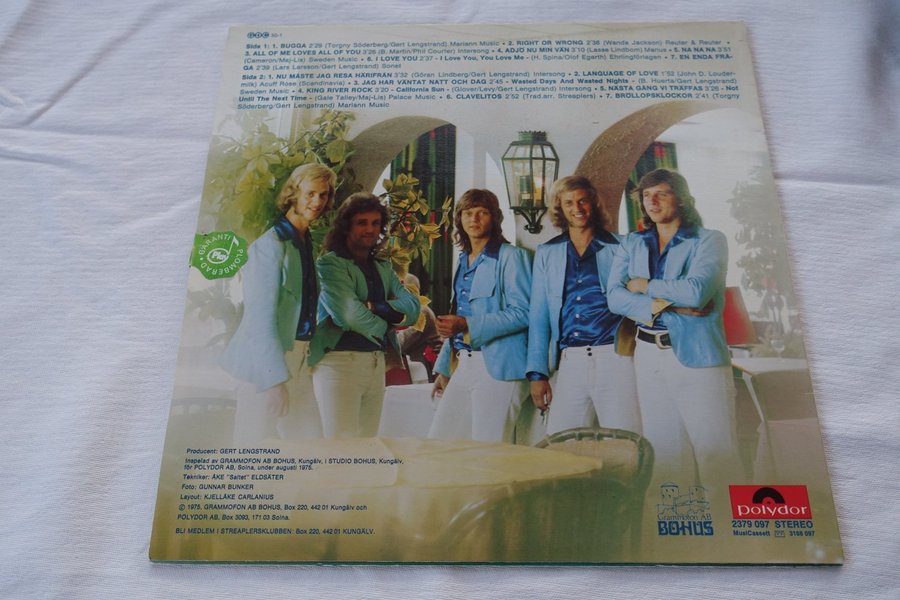 GDC 50-1
Side 1: 1. BUGGA 2'29 (Torgny Söderberg/Gert Lengstrand) Mariann Music • 2. RIGHT OR WRONG 2'36 (Wanda Jackson) Reuter & Reuter •
3. ALL OF ME LOVES ALL OF YOU 3'26 (B. Martin/Phil Coulter) Intersong • 4. ADJÖ NU MIN VÄN 3'10 (Lasse Lindbom) Marius • 5. NA NA NA 3'51
(Cameron/Maj-Lis) Sweden Music • 6. I LOVE YOU 2'37 - I Love You, You Love Me - (H. Spina/Olof Egerth) Ehrlingförlagen • 7. EN ENDA FRÅ-
GA 2'39 (Lars Larsson/Gert Lengstrand) Sonet
Side 2: 1. NU MÅSTE JAG RESA HÄRIFRÅN 3'32 (Göran Lindberg/Gert Lengstrand) Intersong • 2. LANGUAGE OF LOVE 1'52 (John D. Louder-
milk) Acuff Rose (Scandinavia) • 3. JAG HAR VÄNTAT NATT OCH DAG 2'45 - Wasted Days And Wasted Nights - (B. Huerta/Gert Lengstrand)
Sweden Music • 4. KING RIVER ROCK 3'20 - California Sun - (Glover/Levy/Gert Lengstrand) Intersong • 5. NÄSTA GÅNG VI TRÄFFAS 3'26 - Not
Until The Next Time - (Gale Talley/Maj-Lis) Palace Music • 6. CLAVELITOS 2'52 (Trad.arr. Streaplers) • 7. BRÖLLOPSKLOCKOR 2'41 (Torgny
Söderberg/Gert Lengstrand) Mariann Music
GARANTI
Play
PLOMBERAD
Producent: GERT LENGSTRAND
Inspelad av GRAMMOFON AB BOHUS, Kungälv, i STUDIO BOHUS, Kungälv,
för POLYDOR AB, Solna, under augusti 1975.
Tekniker: ÅKE "Saltet" ELDSÄTER
Foto: GUNNAR BUNKER
Layout: KJELLÅKE CARLANIUS
© 1975. GRAMMOFON AB BOHUS, Box 220, 442 01 KUNGÄLV och
POLYDOR AB, Box 3093, 171 03 Solna.
BLI MEDLEM I STREAPLERSKLUBBEN: Box 220, 442 01 KUNGÄLV.
Grammofon AB
BOHUS
polydor
2379 097 STEREO
MusiCassett 3198 097